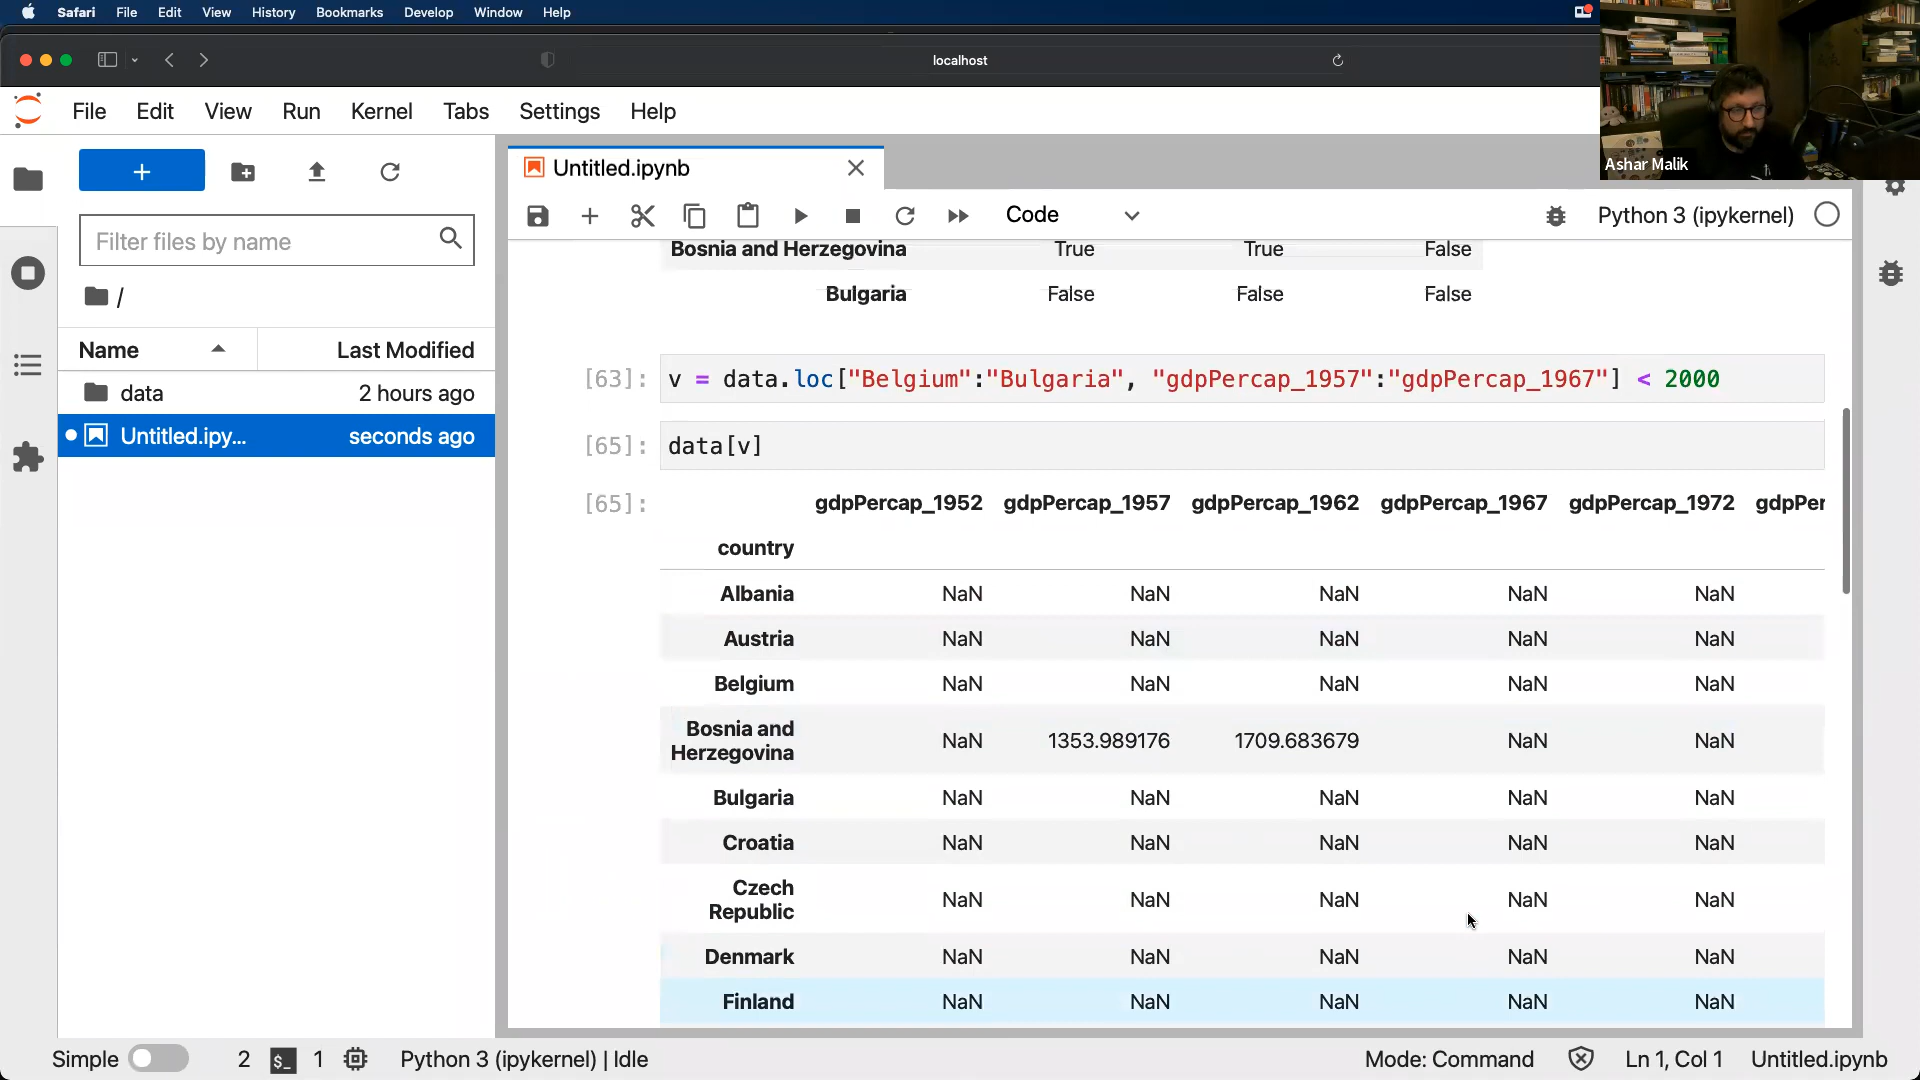 Safari File Edit View History Bookmarks Develop Window Help
localhost
Ashar Malik
File Edit View Run Kernel Tabs Settings Help
+
Untitled.ipynb
Filter files by name
Code
Python 3 (ipykernel)
/
Name Last Modified
data 2 hours ago
Untitled.ipy... seconds ago
Bosnia and Herzegovina True True False
Bulgaria False False False
[63]: v = data.loc["Belgium":"Bulgaria", "gdpPercap_1957":"gdpPercap_1967"] < 2000
[65]: data[v]
[65]: gdpPercap_1952 gdpPercap_1957 gdpPercap_1962 gdpPercap_1967 gdpPercap_1972 gdpPer
country
Albania NaN NaN NaN NaN NaN
Austria NaN NaN NaN NaN NaN
Belgium NaN NaN NaN NaN NaN
Bosnia and
Herzegovina NaN 1353.989176 1709.683679 NaN NaN
Bulgaria NaN NaN NaN NaN NaN
Croatia NaN NaN NaN NaN NaN
Czech
Republic NaN NaN NaN NaN NaN
Denmark NaN NaN NaN NaN NaN
Finland NaN NaN NaN NaN NaN
Simple 2 $_ 1 Python 3 (ipykernel) | Idle Mode: Command Ln 1, Col 1 Untitled.ipynb